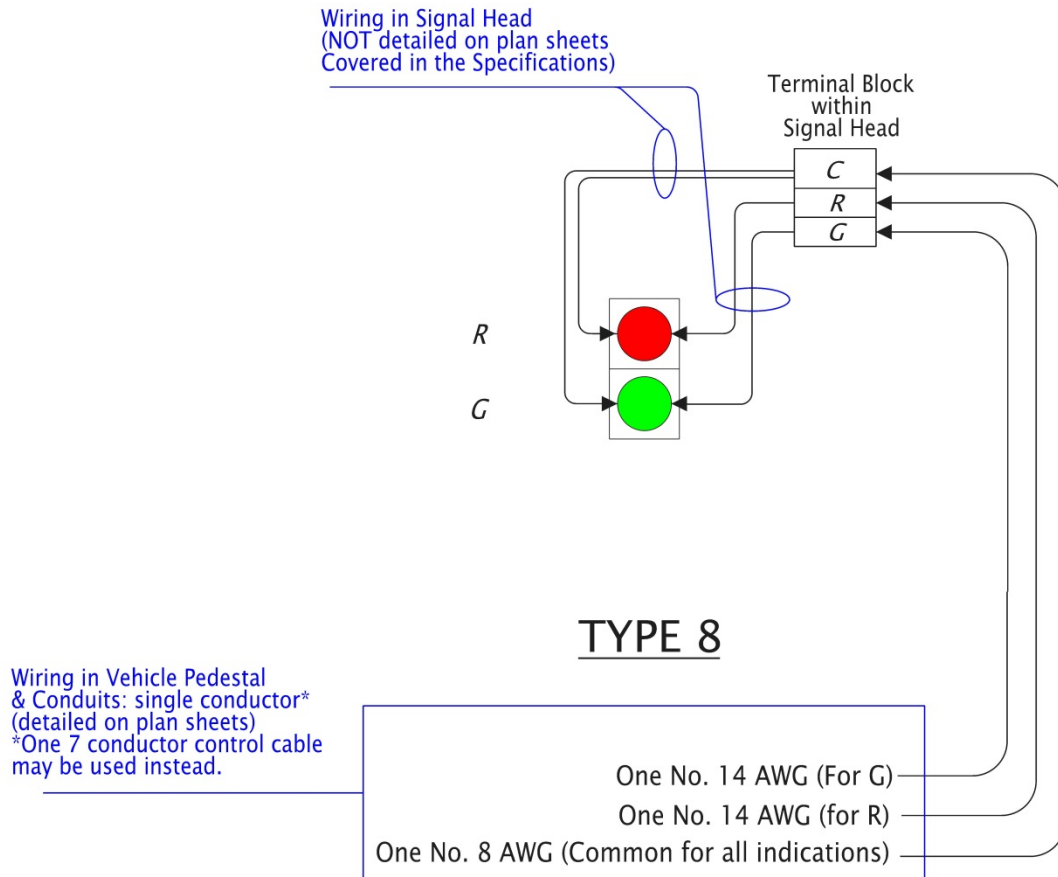 Wiring in Signal Head
(NOT detailed on plan sheets
Covered in the Specifications)
Terminal Block
within
Signal Head
C
R
G
R
G
TYPE 8
Wiring in Vehicle Pedestal
& Conduits: single conductor*
(detailed on plan sheets)
*One 7 conductor control cable
may be used instead.
One No. 14 AWG (For G)
One No. 14 AWG (for R)
One No. 8 AWG (Common for all indications)